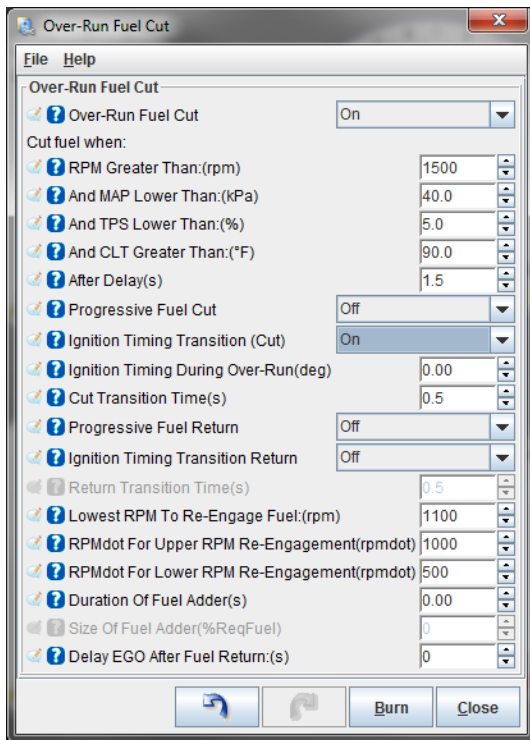 Over-Run Fuel Cut
File Help
Over-Run Fuel Cut
Over-Run Fuel Cut On
Cut fuel when:
RPM Greater Than:(rpm) 1500
And MAP Lower Than:(kPa) 40.0
And TPS Lower Than:(%) 5.0
And CLT Greater Than:(°F) 90.0
After Delay(s) 1.5
Progressive Fuel Cut Off
Ignition Timing Transition (Cut) On
Ignition Timing During Over-Run(deg) 0.00
Cut Transition Time(s) 0.5
Progressive Fuel Return Off
Ignition Timing Transition Return Off
Return Transition Time(s) 0.5
Lowest RPM To Re-Engage Fuel:(rpm) 1100
RPMdot For Upper RPM Re-Engagement(rpmdot) 1000
RPMdot For Lower RPM Re-Engagement(rpmdot) 500
Duration Of Fuel Adder(s) 0.00
Size Of Fuel Adder(%ReqFuel) 0
Delay EGO After Fuel Return:(s) 0
Burn Close